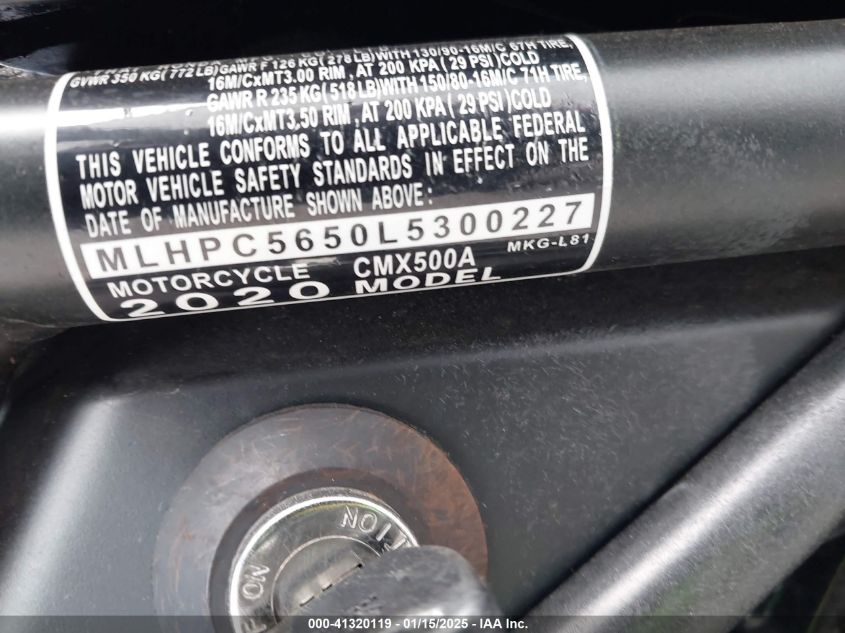 GVWR 350 KG( 772 LB)GAWR F 126 KG( 278 LB)WITH 130/90-16M/C 67H TIRE,
16M/CxMT3.00 RIM , AT 200 KPA ( 29 PSI )COLD
GAWR R 235 KG( 518 LB)WITH 150/80-16M/C 71H TIRE,
16M/CxMT3.50 RIM , AT 200 KPA ( 29 PSI )COLD
THIS VEHICLE CONFORMS TO ALL APPLICABLE FEDERAL
MOTOR VEHICLE SAFETY STANDARDS IN EFFECT ON THE
DATE OF MANUFACTURE SHOWN ABOVE :
MLHPC5650L5300227
MOTORCYCLE CMX500A MKG-L81
2020 MODEL
ON
000-41320119 - 01/15/2025 - IAA Inc.